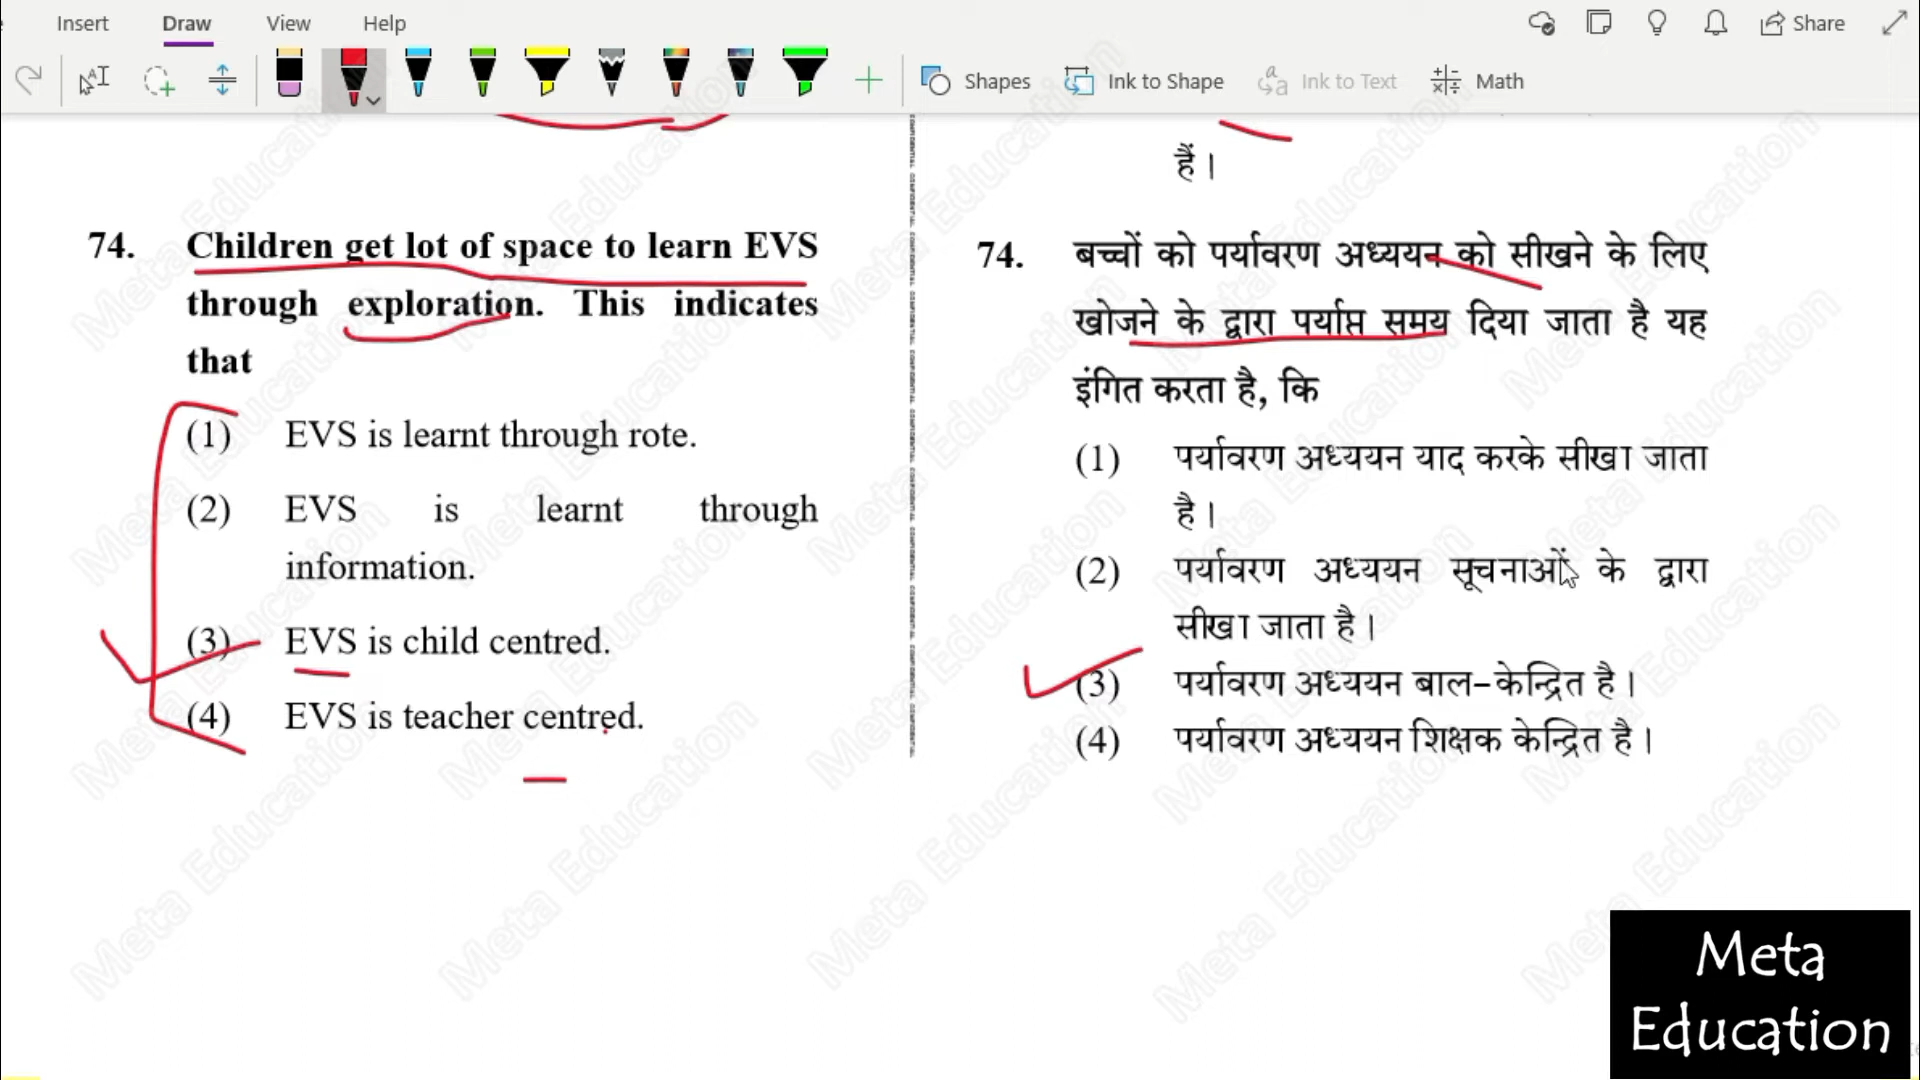 Insert Draw View Help Share
Shapes Ink to Shape Ink to Text Math
74. Children get lot of space to learn EVS
through exploration. This indicates
that
(1) EVS is learnt through rote.
(2) EVS is learnt through
information.
(3) EVS is child centred.
(4) EVS is teacher centred.
हैं।
74. बच्चों को पर्यावरण अध्ययन को सीखने के लिए
खोजने के द्वारा पर्याप्त समय दिया जाता है यह
इंगित करता है, कि
(1) पर्यावरण अध्ययन याद करके सीखा जाता
है।
(2) पर्यावरण अध्ययन सूचनाओं के द्वारा
सीखा जाता है।
(3) पर्यावरण अध्ययन बाल-केन्द्रित है।
(4) पर्यावरण अध्ययन शिक्षक केन्द्रित है।
Meta
Education